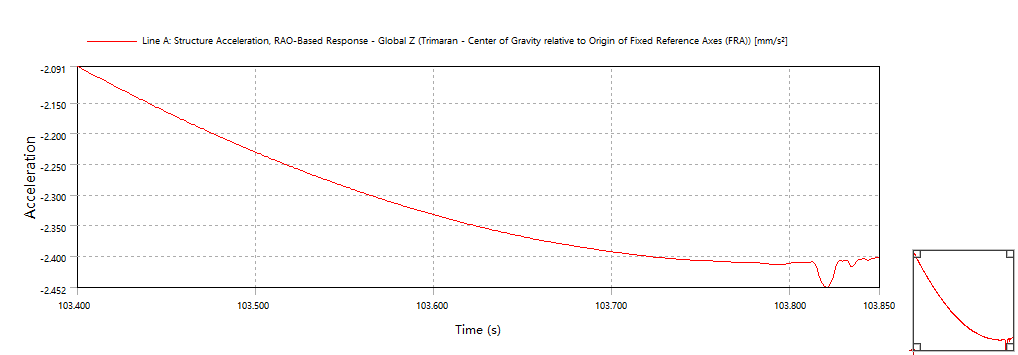 Line A: Structure Acceleration, RAO-Based Response - Global Z (Trimaran - Center of Gravity relative to Origin of Fixed Reference Axes (FRA)) [mm/s²]
-2.091
-2.150
-2.200
-2.250
-2.300
-2.350
-2.400
-2.452
Acceleration
103.400 103.500 103.600 103.700 103.800 103.850
Time (s)